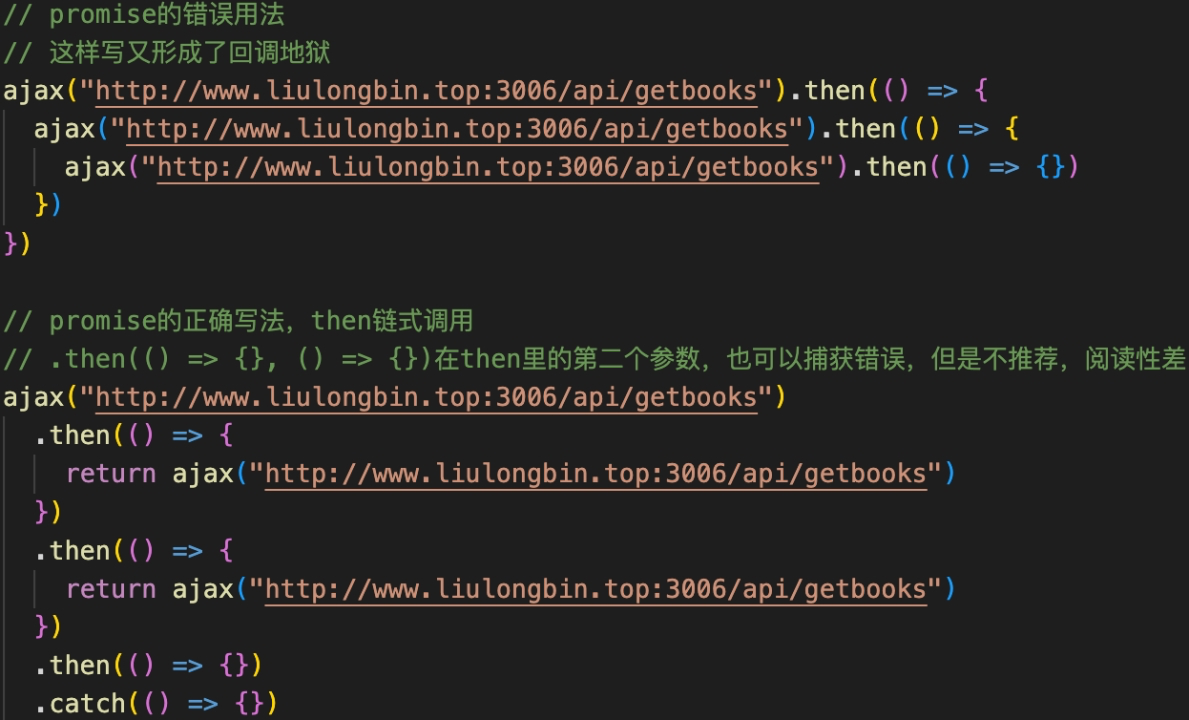 // promise的错误用法
// 这样写又形成了回调地狱
ajax("http://www.liulongbin.top:3006/api/getbooks").then(() => {
  ajax("http://www.liulongbin.top:3006/api/getbooks").then(() => {
    ajax("http://www.liulongbin.top:3006/api/getbooks").then(() => {})
  })
})
// promise的正确写法，then链式调用
// .then(() => {}, () => {})在then里的第二个参数，也可以捕获错误，但是不推荐，阅读性差
ajax("http://www.liulongbin.top:3006/api/getbooks")
  .then(() => {
    return ajax("http://www.liulongbin.top:3006/api/getbooks")
  })
  .then(() => {
    return ajax("http://www.liulongbin.top:3006/api/getbooks")
  })
  .then(() => {})
  .catch(() => {})